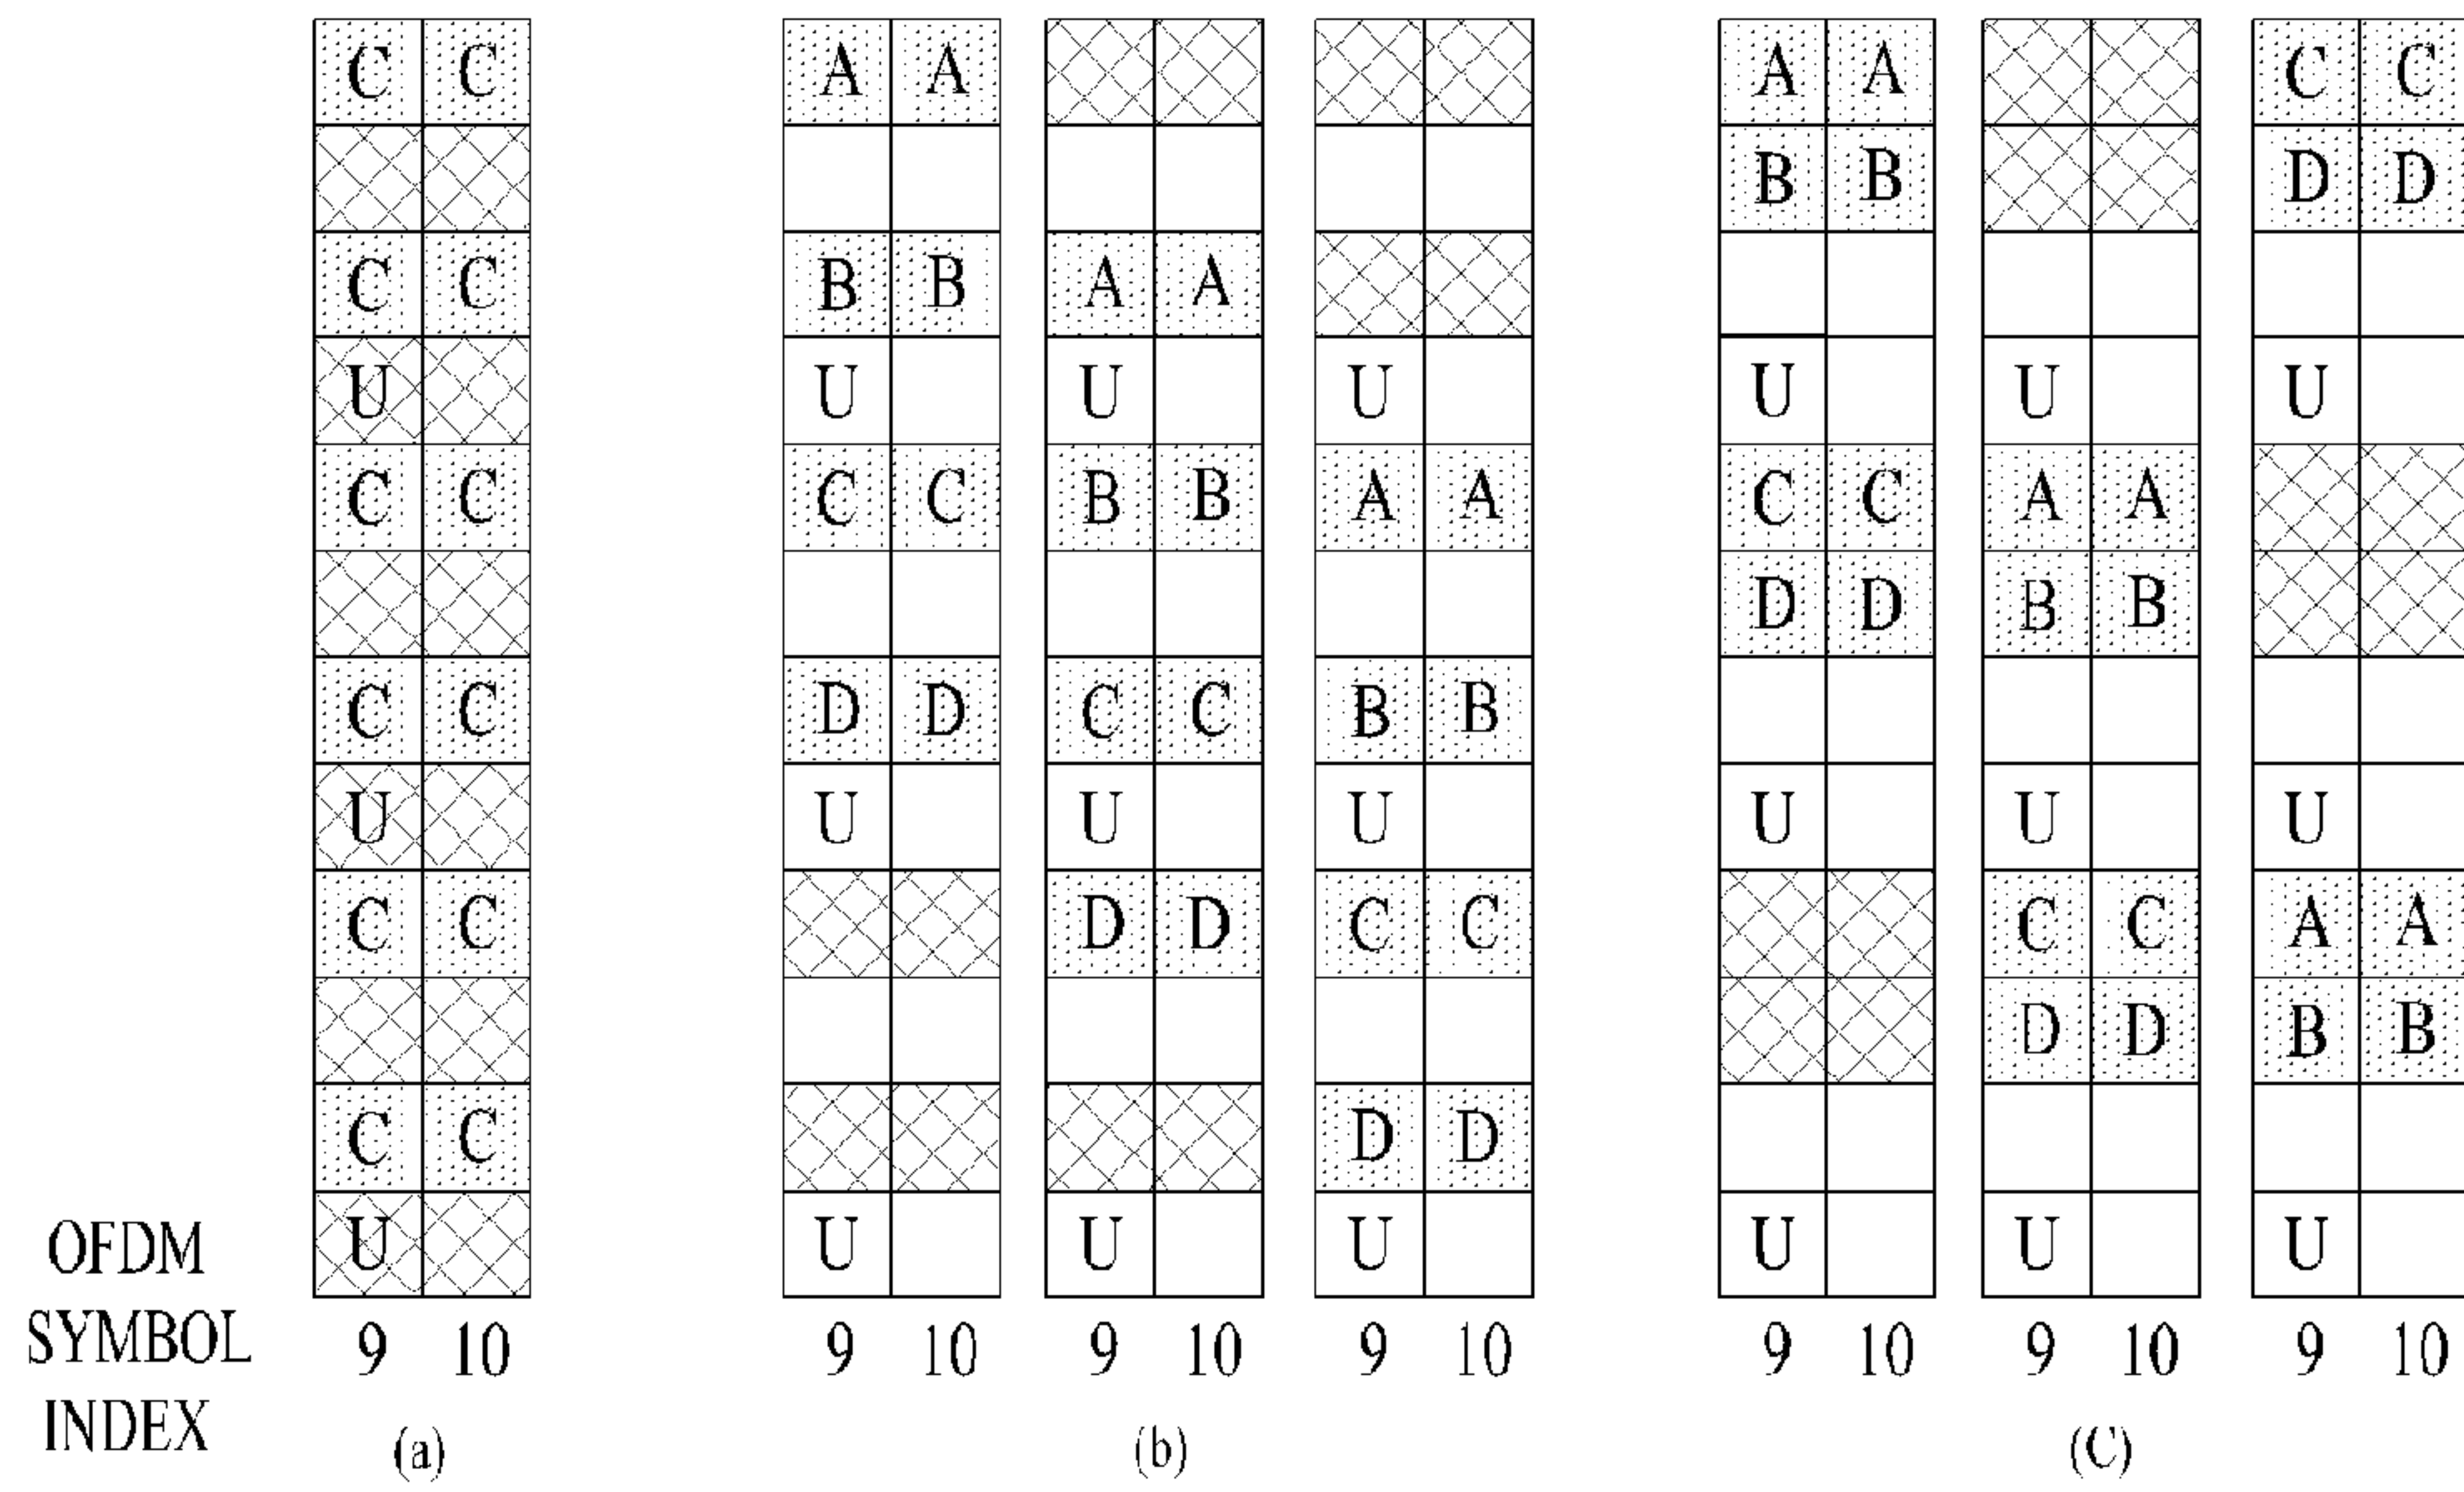 C C A A A A C C
B B D D
C C B B A A
U U U U U U U
C C C C B B A A C C A A
D D B B
C C D D C C B B
U U U U U U U
C C D D C C C C A A
D D B B
C C D D
U U U U U U U
OFDM
SYMBOL
INDEX
9 10 9 10 9 10 9 10 9 10 9 10 9 10
(a) (b) (C)